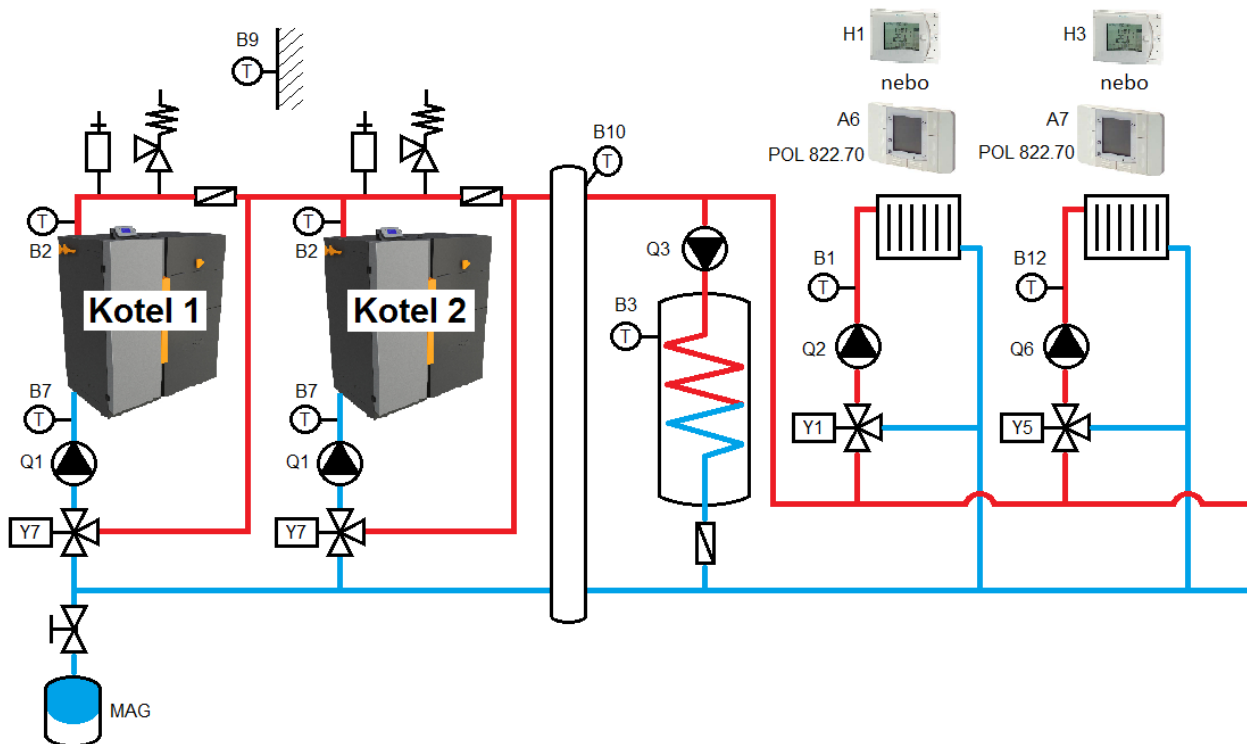 B9
T
H1
nebo
A6
POL 822.70
H3
nebo
A7
POL 822.70
B10
T
T
B2
Kotel 1
T
B2
Kotel 2
Q3
B3
T
B1
T
B12
T
Q2
Q6
B7
T
B7
T
Y1
Y5
Q1
Q1
Y7
Y7
MAG